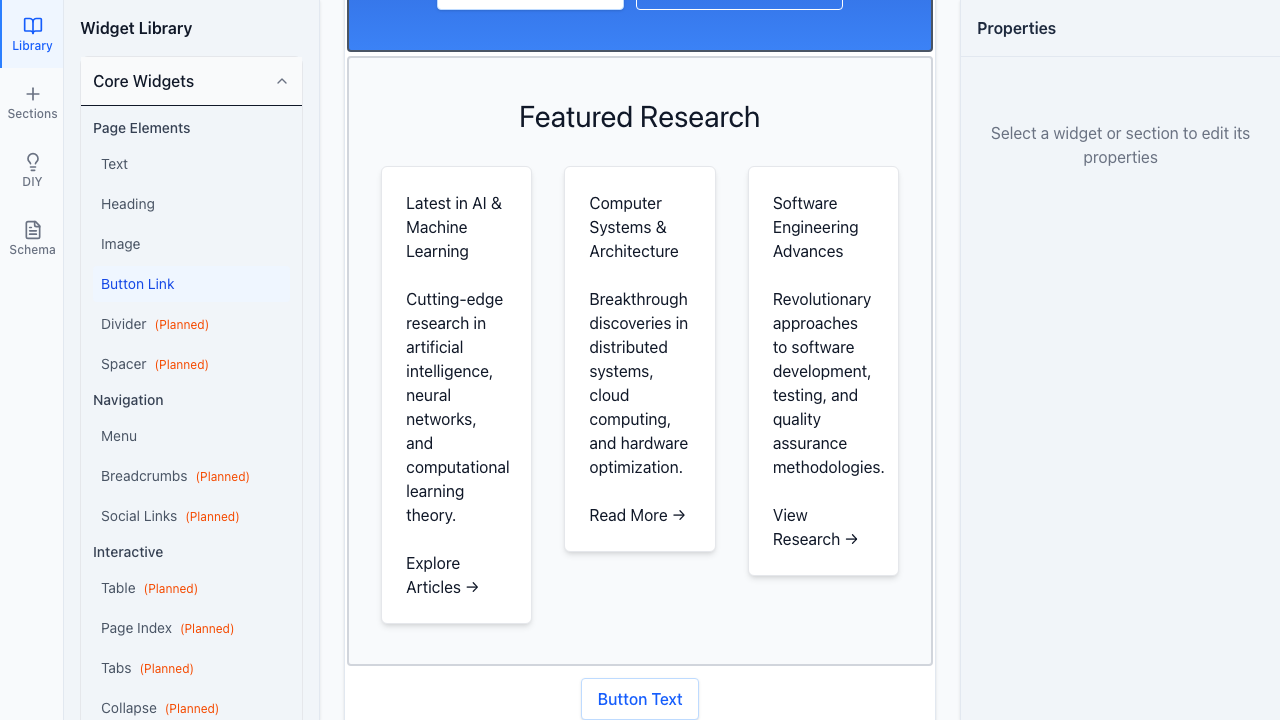 Library
Sections
DIY
Schema
Widget Library
Core Widgets
Page Elements
Text
Heading
Image
Button Link
Divider (Planned)
Spacer (Planned)
Navigation
Menu
Breadcrumbs (Planned)
Social Links (Planned)
Interactive
Table (Planned)
Page Index (Planned)
Tabs (Planned)
Collapse (Planned)
Featured Research
Latest in AI &
Machine
Learning
Cutting-edge
research in
artificial
intelligence,
neural
networks,
and
computational
learning
theory.
Explore
Articles →
Computer
Systems &
Architecture
Breakthrough
discoveries in
distributed
systems,
cloud
computing,
and hardware
optimization.
Read More →
Software
Engineering
Advances
Revolutionary
approaches
to software
development,
testing, and
quality
assurance
methodologies.
View
Research →
Button Text
Properties
Select a widget or section to edit its
properties